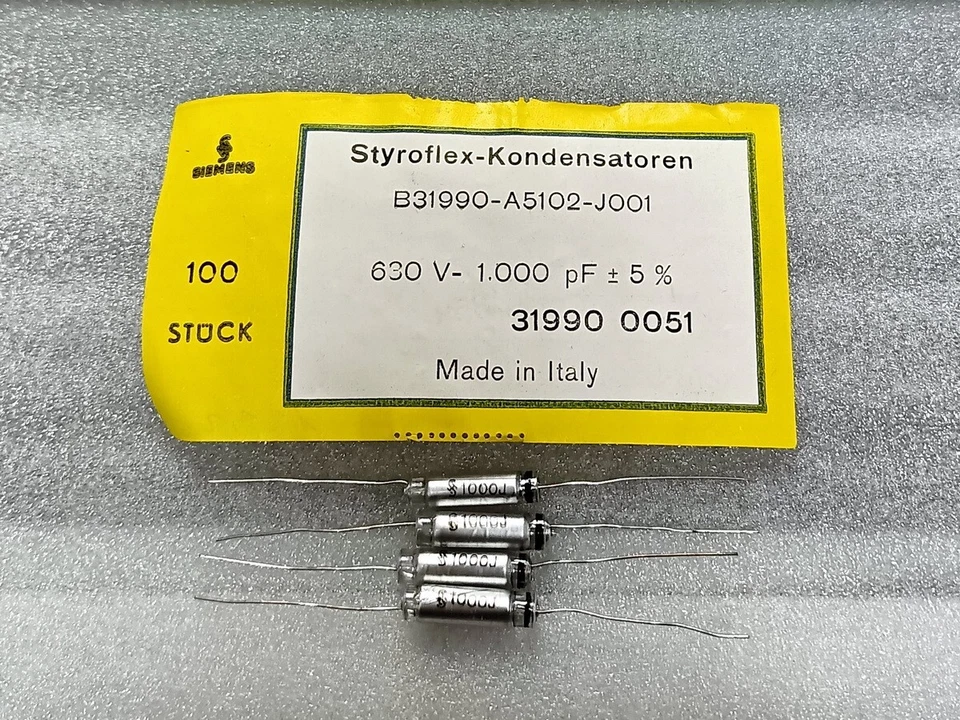 SIEMENS
100
STÜCK
Styroflex-Kondensatoren
B31990-A5102-J001
630 V- 1.000 pF ± 5 %
31990 0051
Made in Italy
1000J
1000J
1000J
1000J